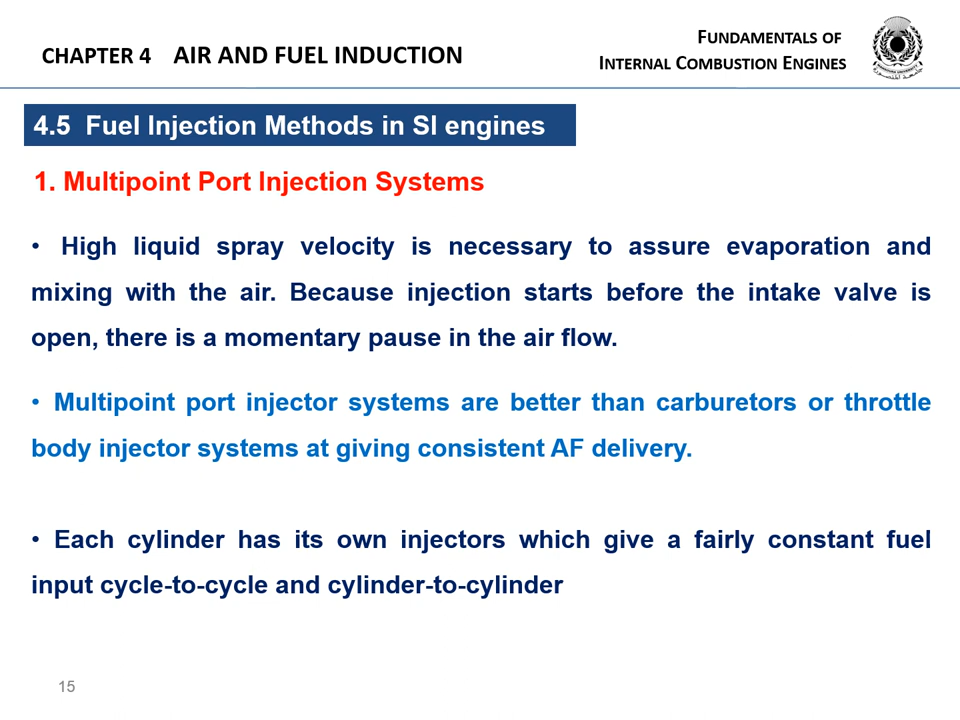 CHAPTER 4 AIR AND FUEL INDUCTION
FUNDAMENTALS OF
INTERNAL COMBUSTION ENGINES
4.5 Fuel Injection Methods in SI engines
1. Multipoint Port Injection Systems
• High liquid spray velocity is necessary to assure evaporation and
mixing with the air. Because injection starts before the intake valve is
open, there is a momentary pause in the air flow.
• Multipoint port injector systems are better than carburetors or throttle
body injector systems at giving consistent AF delivery.
• Each cylinder has its own injectors which give a fairly constant fuel
input cycle-to-cycle and cylinder-to-cylinder
15